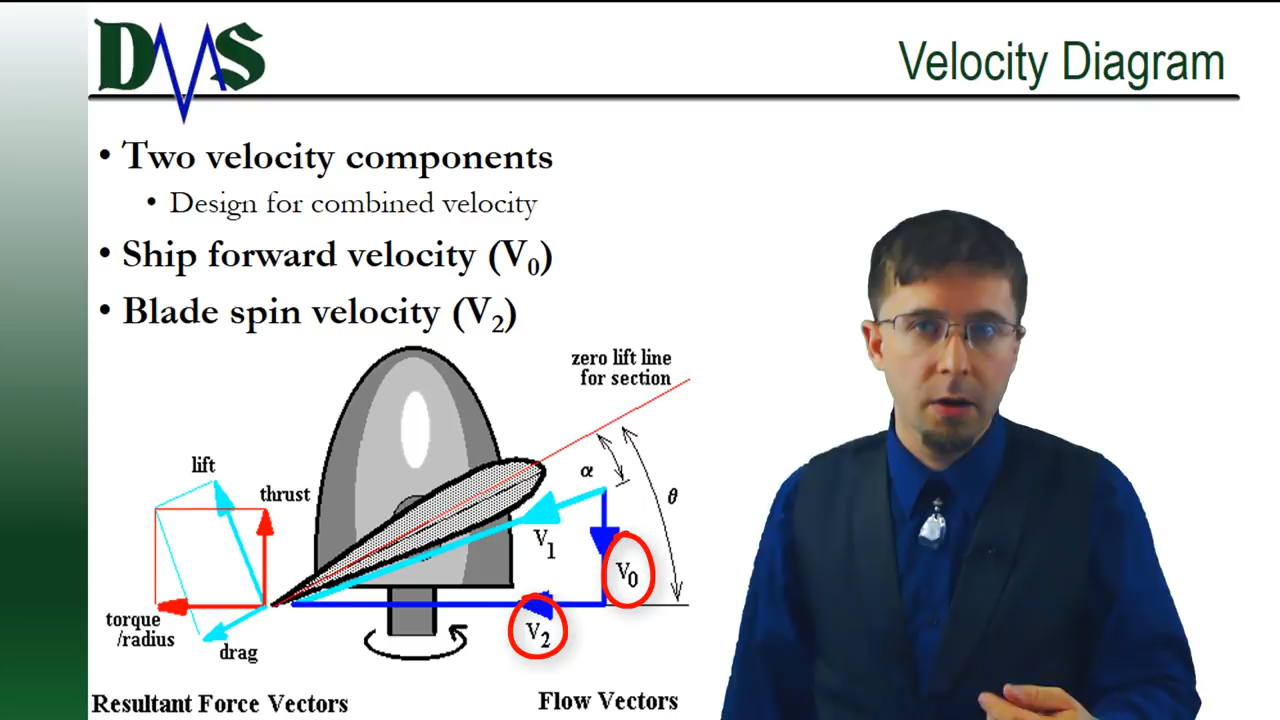 DMS
Velocity Diagram
• Two velocity components
• Design for combined velocity
• Ship forward velocity (V₀)
• Blade spin velocity (V₂)
zero lift line
for section
lift
thrust
α
θ
V₁
V₀
V₂
torque
/radius
drag
Resultant Force Vectors
Flow Vectors